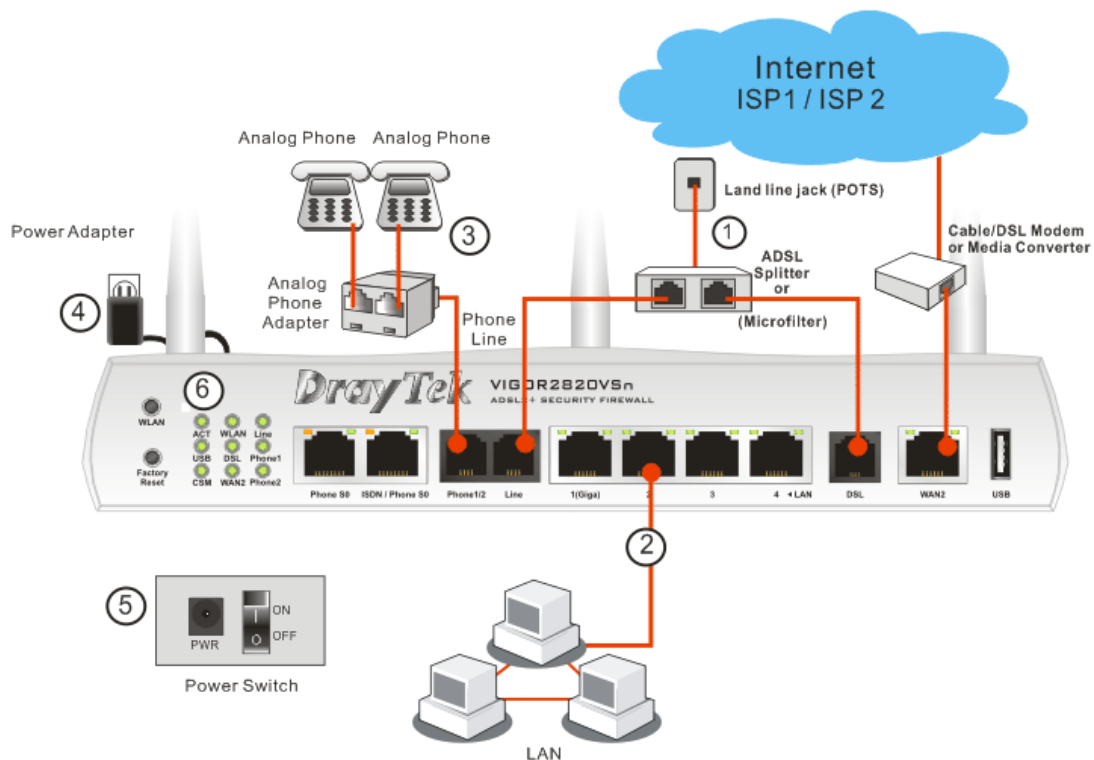 Internet
ISP1 / ISP 2
Analog Phone
Analog Phone
Land line jack (POTS)
1
3
Power Adapter
Cable/DSL Modem
or Media Converter
ADSL
Splitter
or
(Microfilter)
Analog
Phone
Adapter
4
Phone
Line
DrayTek
VIGOR2820VSn
ADSL2+ SECURITY FIREWALL
6
WLAN
ACT WLAN Line
USB DSL Phone1
CSM WAN2 Phone2
Factory
Reset
Phone S0
ISDN / Phone S0
Phone1/2
Line
1(Giga)
2
3
4 ◄LAN
DSL
WAN2
USB
2
5
PWR
ON
I
O
OFF
Power Switch
LAN